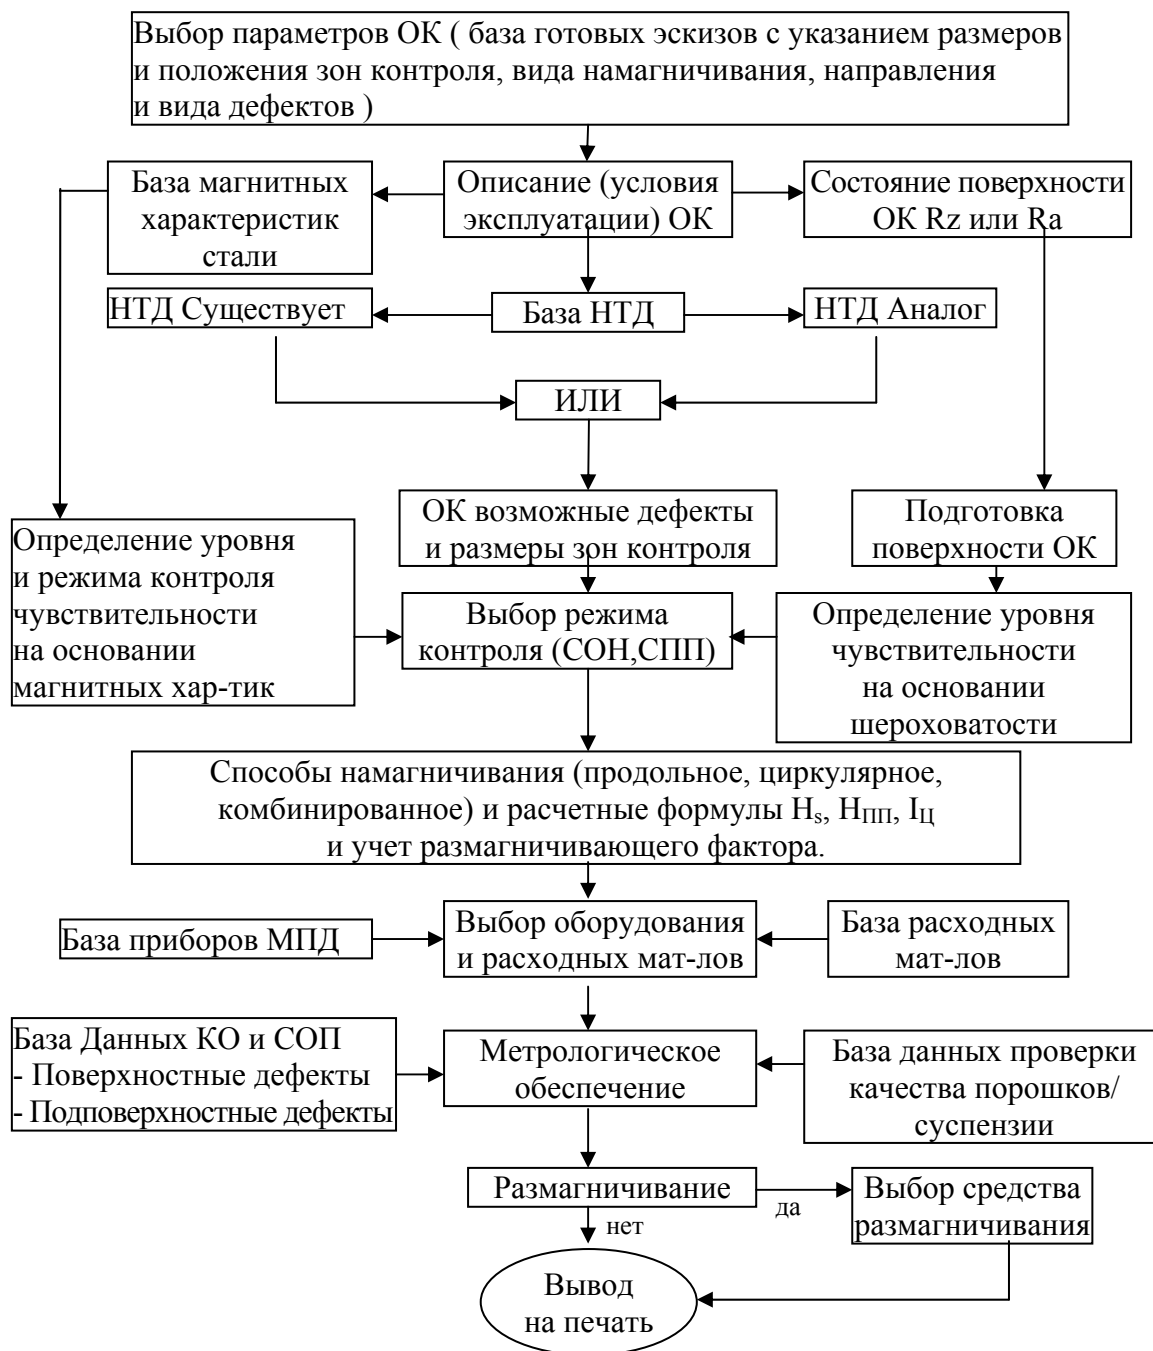 Выбор параметров ОК ( база готовых эскизов с указанием размеров
и положения зон контроля, вида намагничивания, направления
и вида дефектов )
База магнитных
характеристик
стали
Описание (условия
эксплуатации) ОК
Состояние поверхности
ОК Rz или Ra
НТД Существует
База НТД
НТД Аналог
ИЛИ
ОК возможные дефекты
и размеры зон контроля
Подготовка
поверхности ОК
Определение уровня
и режима контроля
чувствительности
на основании
магнитных хар-тик
Выбор режима
контроля (СОН,СПП)
Определение уровня
чувствительности
на основании
шероховатости
Способы намагничивания (продольное, циркулярное,
комбинированное) и расчетные формулы Hₛ, Н_ПП, I_Ц
и учет размагничивающего фактора.
База приборов МПД
Выбор оборудования
и расходных мат-лов
База расходных
мат-лов
База Данных КО и СОП
- Поверхностные дефекты
- Подповерхностные дефекты
Метрологическое
обеспечение
База данных проверки
качества порошков/
суспензии
Размагничивание
да
Выбор средства
размагничивания
нет
Вывод
на печать